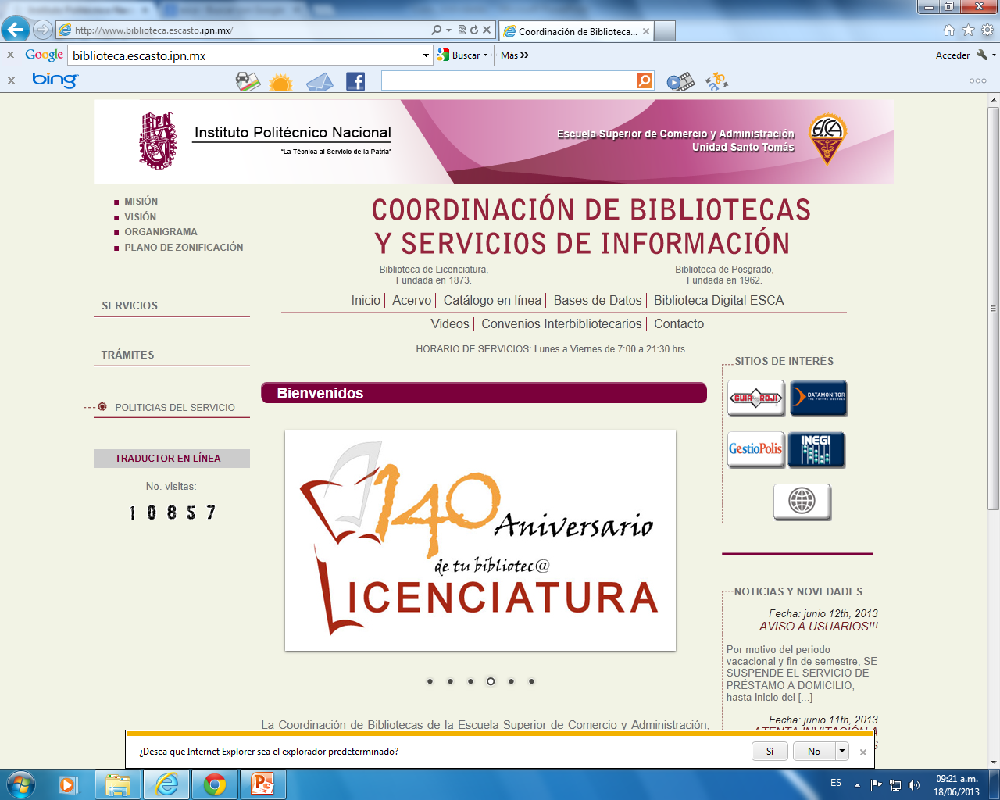 http://www.biblioteca.escasto.ipn.mx/
Coordinación de Biblioteca...
x Google biblioteca.escasto.ipn.mx Buscar Más Acceder
x bing
IPN
Instituto Politécnico Nacional
"La Técnica al Servicio de la Patria"
Escuela Superior de Comercio y Administración
Unidad Santo Tomás
ESCA
MISIÓN
VISIÓN
ORGANIGRAMA
PLANO DE ZONIFICACIÓN
COORDINACIÓN DE BIBLIOTECAS
Y SERVICIOS DE INFORMACIÓN
Biblioteca de Licenciatura,
Fundada en 1873.
Biblioteca de Posgrado,
Fundada en 1962.
Inicio Acervo Catálogo en línea Bases de Datos Biblioteca Digital ESCA
Videos Convenios Interbibliotecarios Contacto
HORARIO DE SERVICIOS: Lunes a Viernes de 7:00 a 21:30 hrs.
SERVICIOS
TRÁMITES
POLITICIAS DEL SERVICIO
TRADUCTOR EN LÍNEA
No. visitas:
10857
Bienvenidos
140 Aniversario
de tu bibliotec@
LICENCIATURA
SITIOS DE INTERÉS
GUIA ROJI
DATAMONITOR
GestioPolis
INEGI
NOTICIAS Y NOVEDADES
Fecha: junio 12th, 2013
AVISO A USUARIOS!!!
Por motivo del periodo
vacacional y fin de semestre, SE
SUSPENDE EL SERVICIO DE
PRÉSTAMO A DOMICILIO,
hasta inicio del [...]
Fecha: junio 11th, 2013
ATENTA INVITACIÓN A
La Coordinación de Bibliotecas de la Escuela Superior de Comercio y Administración,
¿Desea que Internet Explorer sea el explorador predeterminado?
Sí
No
ES
09:21 a.m.
18/06/2013